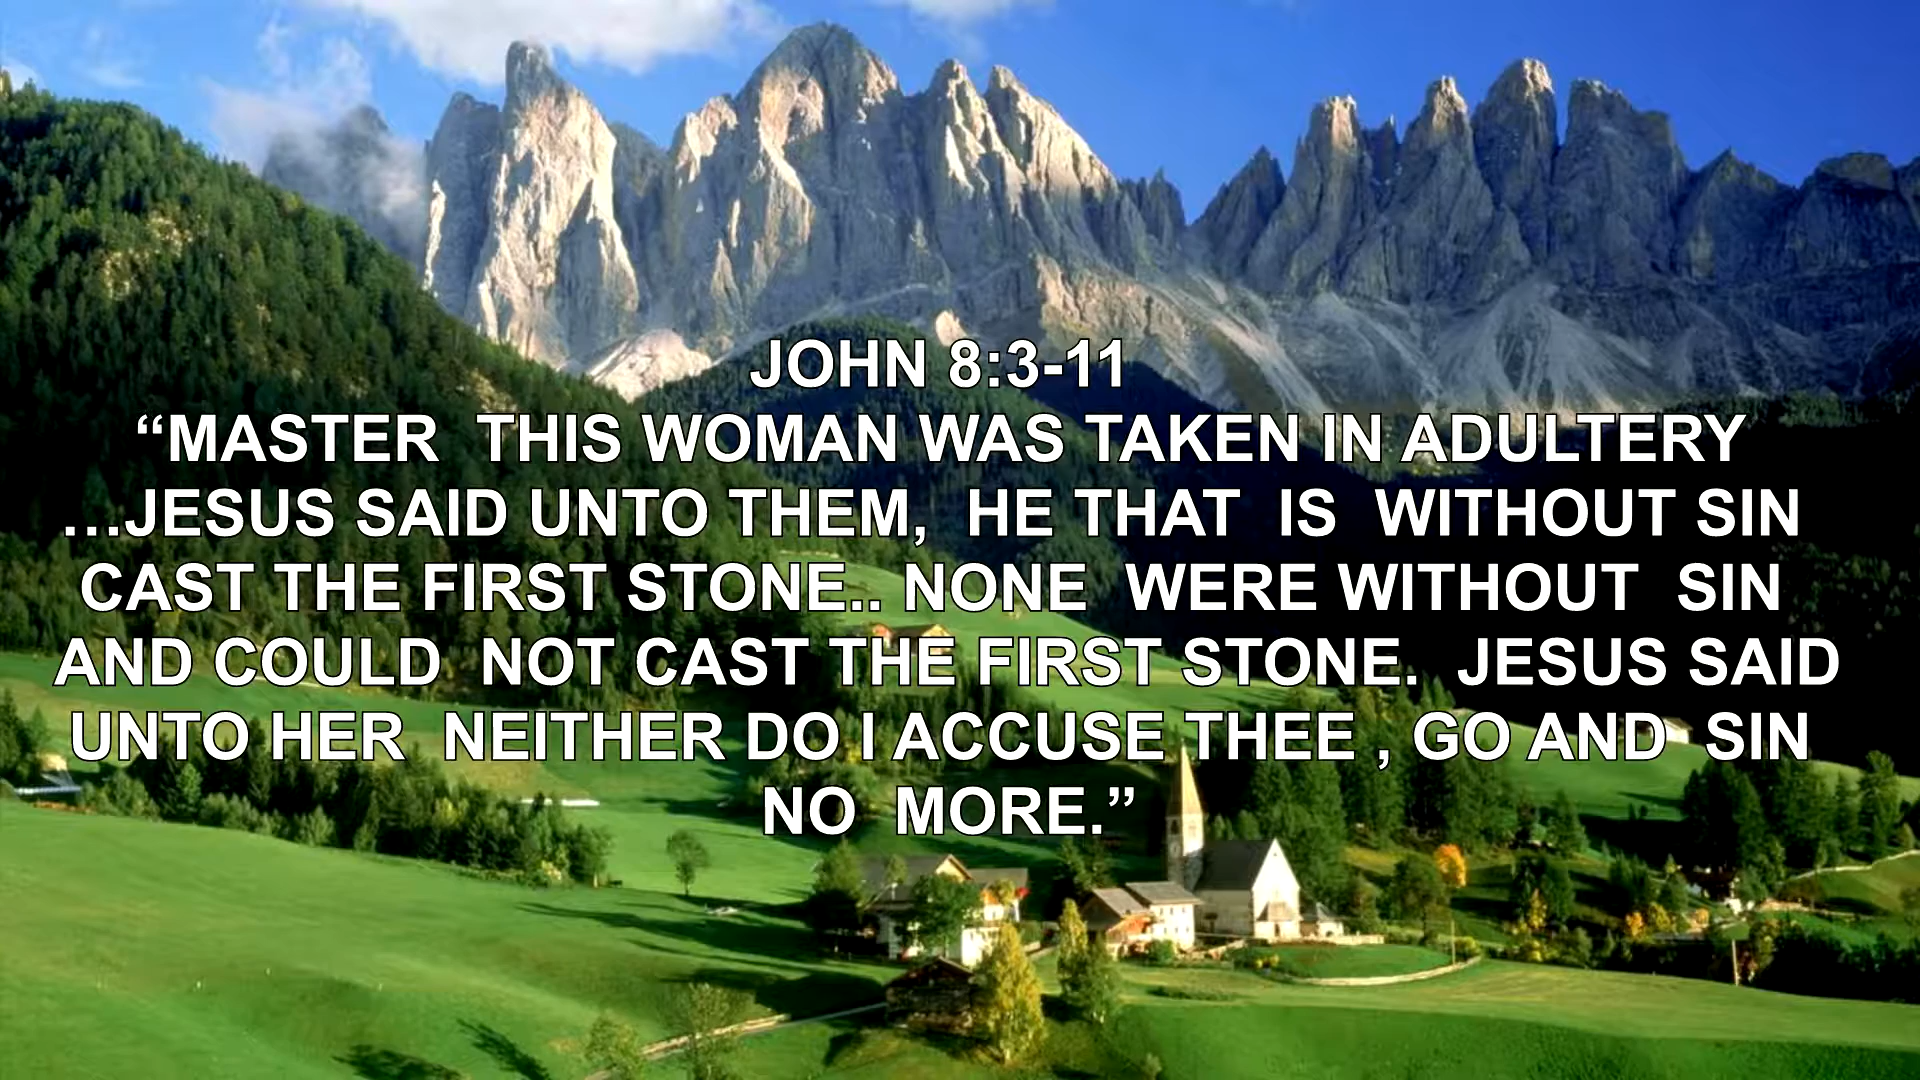 JOHN 8:3-11
“MASTER  THIS WOMAN WAS TAKEN IN ADULTERY
…JESUS SAID UNTO THEM,  HE THAT  IS  WITHOUT SIN
CAST THE FIRST STONE.. NONE  WERE WITHOUT  SIN
AND COULD  NOT CAST THE FIRST STONE.  JESUS SAID
UNTO HER  NEITHER DO I ACCUSE THEE , GO AND  SIN
NO  MORE.”